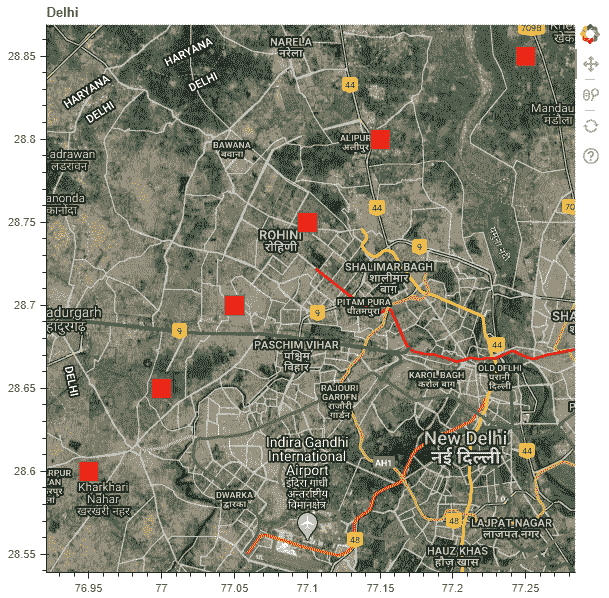 Delhi
709B
NARELA
नरेला
HARYANA
DELHI
HARYANA
DELHI
44
Mandau
मंडोला
ALIPUR
अलीपुर
BAWANA
बवाना
adrawan
लडरावन
anonda
कानोंदा
44
70
ROHINI
रोहिणी
9
SHALIMAR BAGH
शालीमार
बाग़
PITAM PURA
पीतमपुरा
adurgarh
हादुरगढ़
9
9
SHA
44
PASCHIM VIHAR
पश्चिम
विहार
DELHI
KAROL BAGH
करोल बाग
OLD DELHI
पुरानी
दिल्ली
RAJOURI
GARDEN
राजौरी
गार्डन
New Delhi
नई दिल्ली
Indira Gandhi
International
Airport
इंदिरा गांधी
अन्तर्राष्ट्रीय
विमानक्षेत्र
AH1
44
Kharkhari
Nahar
खरखरी नहर
DWARKA
द्वारका
48
48
LAJPAT NAGAR
लाजपत नगर
HAUZ KHAS
हौज़ खास
28.85
28.8
28.75
28.7
28.65
28.6
28.55
76.95
77
77.05
77.1
77.15
77.2
77.25